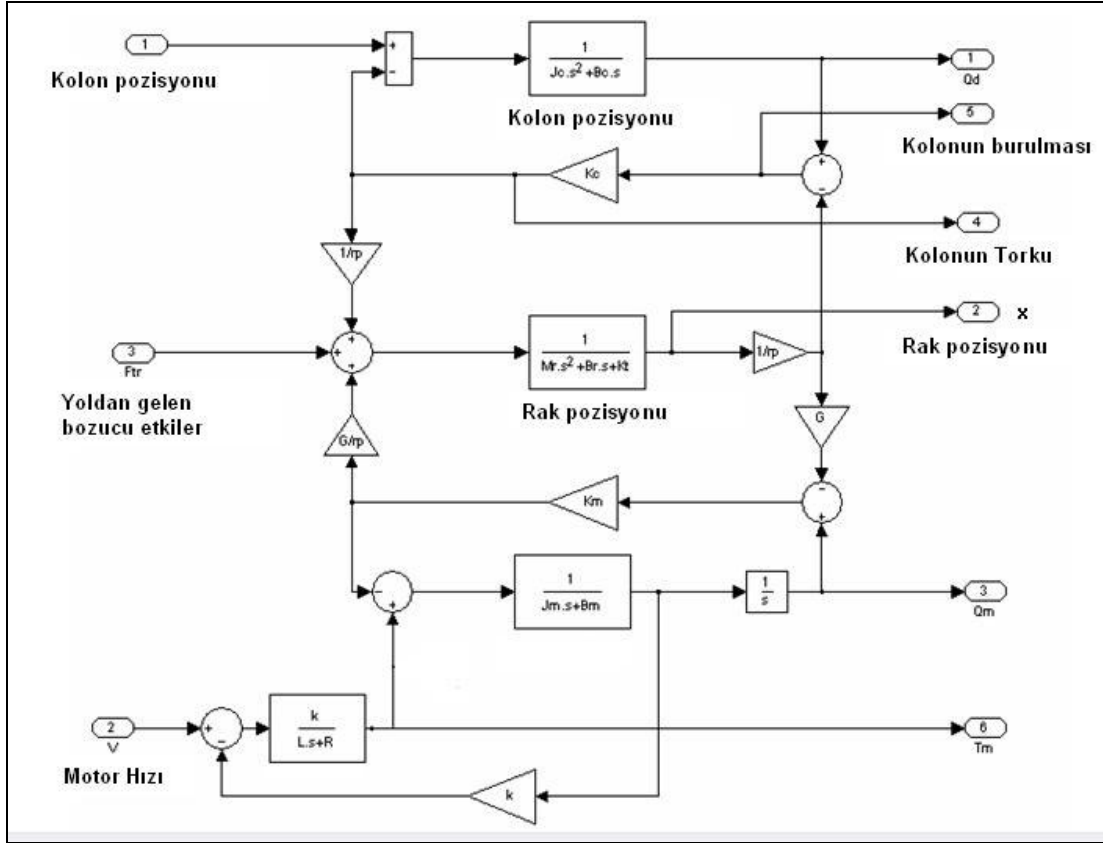 1
Kolon pozisyonu
+
−
1
Jc.s²+Bc.s
Kolon pozisyonu
1
Qd
5
Kolonun burulması
Kc
+
−
4
Kolonun Torku
1/rp
3
Ftr
Yoldan gelen
bozucu etkiler
+
+
+
1
Mr.s²+Br.s+Kt
Rak pozisyonu
1/rp
2
x
Rak pozisyonu
G/rp
G
Km
−
+
−
+
1
Jm.s+Bm
1
s
3
Qm
2
V
Motor Hızı
+
−
k
L.s+R
6
Tm
k